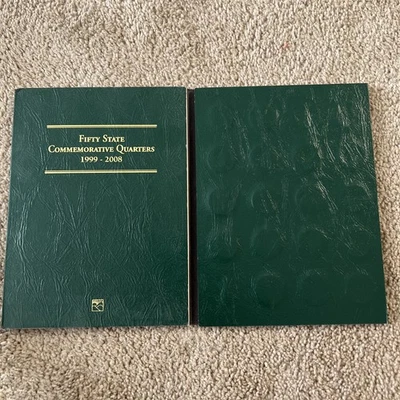 Fifty State
Commemorative Quarters
1999 - 2008